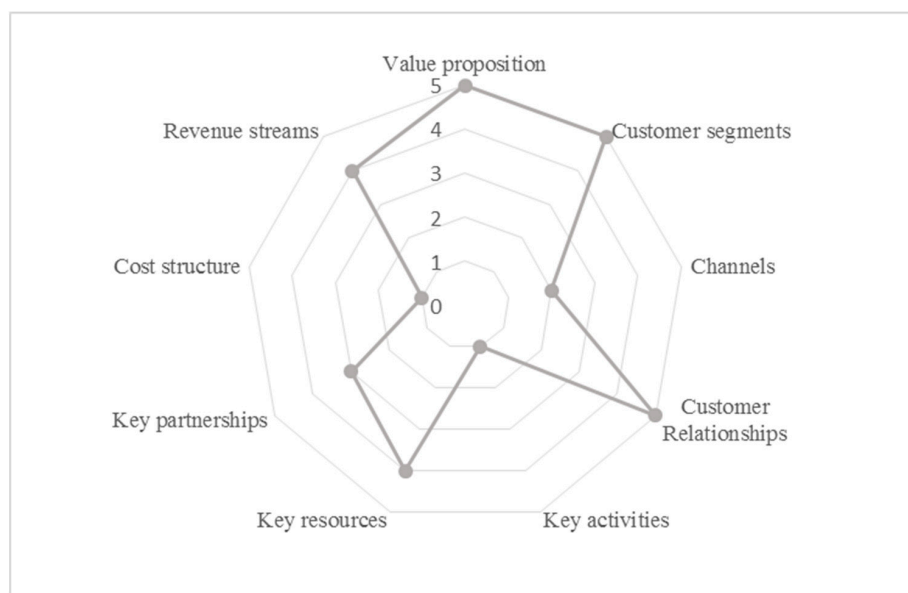 Value proposition
5
Revenue streams
4
Customer segments
3
2
Cost structure
1
Channels
0
Key partnerships
Customer
Relationships
Key resources
Key activities